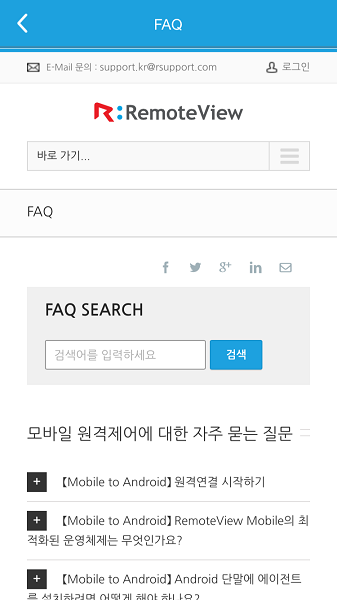 FAQ
E-Mail 문의 : support.kr@rsupport.com
로그인
RemoteView
바로 가기...
FAQ
FAQ SEARCH
검색어를 입력하세요
검색
모바일 원격제어에 대한 자주 묻는 질문
+ 【Mobile to Android】 원격연결 시작하기
+ 【Mobile to Android】 RemoteView Mobile의 최
적화된 운영체제는 무엇인가요?
+ 【Mobile to Android】 Android 단말에 에이전트
를 설치하려면 어떻게 해야 하나요?